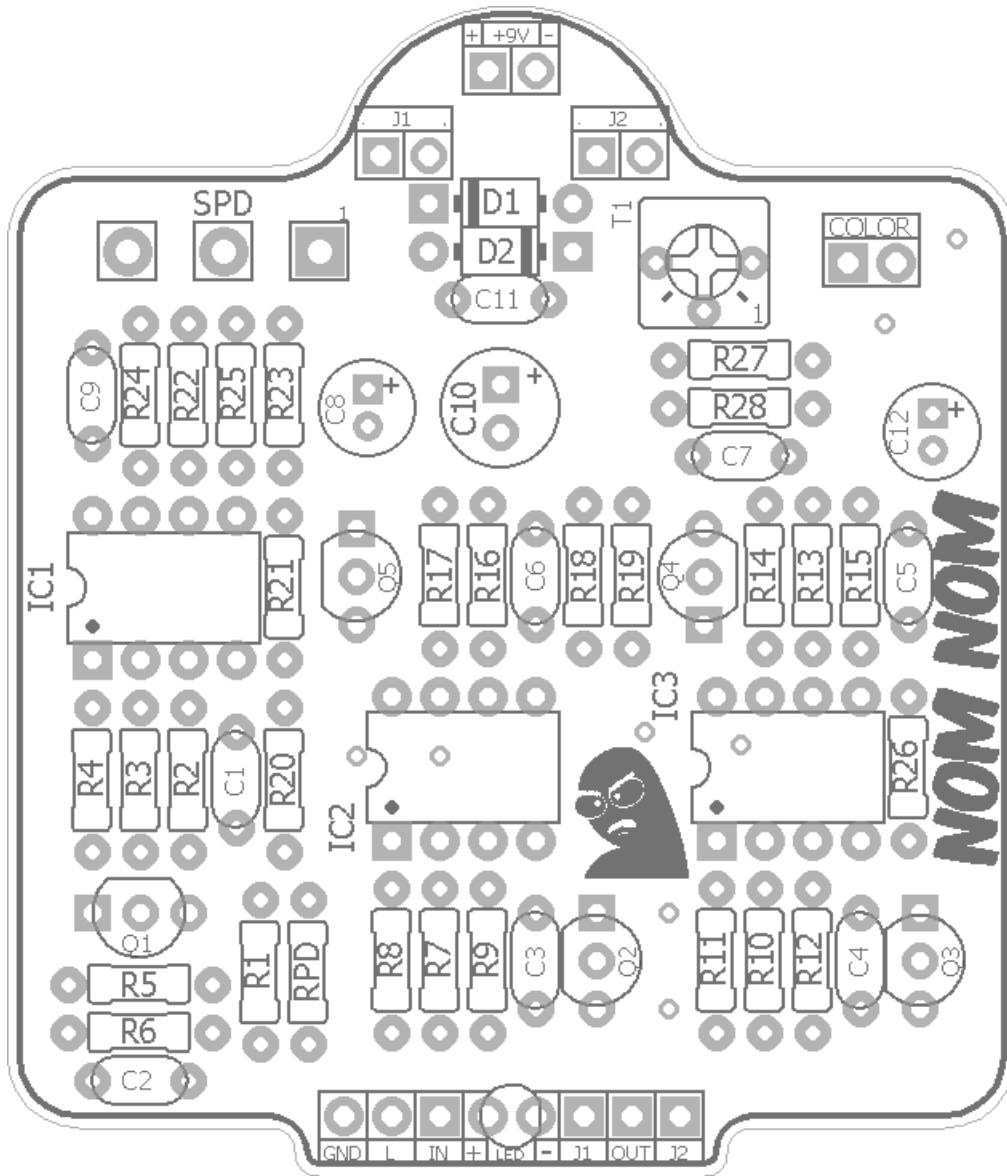 + +9V -
J1
J2
SPD
1
D1
D2
T1
1
COLOR
C11
R24
R22
R25
R23
C9
C8
+
C10
+
R27
R28
C7
C12
+
IC1
R21
Q5
R17
R16
C6
R18
R19
Q4
R14
R13
R15
C5
NOM NOM
R4
R3
R2
C1
R20
IC2
IC3
R26
Q1
R5
R6
C2
R1
RPD
R8
R7
R9
C3
Q2
R11
R10
R12
C4
Q3
GND L IN + LED - J1 OUT J2